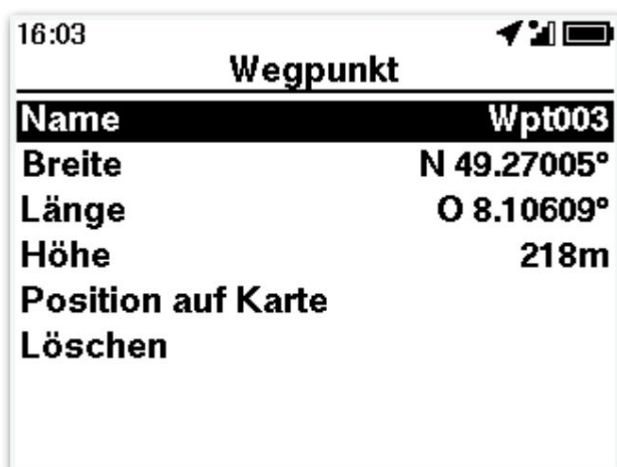 16:03
Wegpunkt
Name Wpt003
Breite N 49.27005°
Länge O 8.10609°
Höhe 218m
Position auf Karte
Löschen